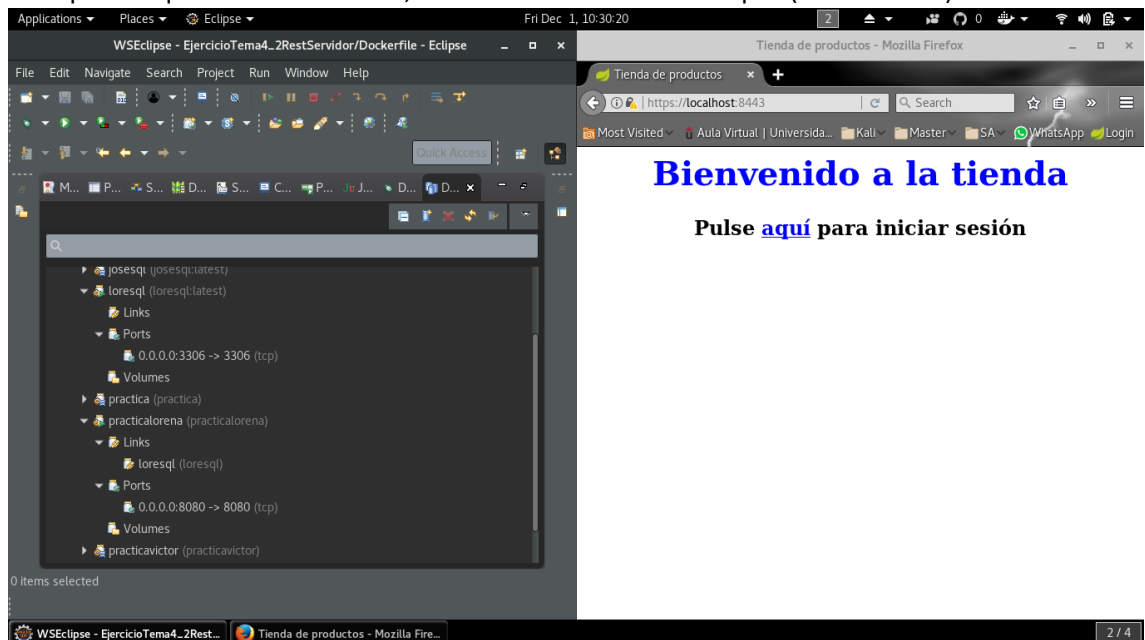 Applications Places Eclipse Fri Dec 1, 10:30:20 2 0
WSEclipse - EjercicioTema4_2RestServidor/Dockerfile - Eclipse
File Edit Navigate Search Project Run Window Help
Quick Access
M... P... S... D... S... C... P... J... D... D...
josesql (josesql:latest)
loresql (loresql:latest)
Links
Ports
0.0.0.0:3306 -> 3306 (tcp)
Volumes
practica (practica)
practicalorena (practicalorena)
Links
loresql (loresql)
Ports
0.0.0.0:8080 -> 8080 (tcp)
Volumes
practicavictor (practicavictor)
0 items selected
Tienda de productos - Mozilla Firefox
Tienda de productos
https://localhost:8443 Search
Most Visited Aula Virtual | Universida... Kali Master SA WhatsApp Login
Bienvenido a la tienda
Pulse aquí para iniciar sesión
WSEclipse - EjercicioTema4_2Rest... Tienda de productos - Mozilla Fire... 2 / 4